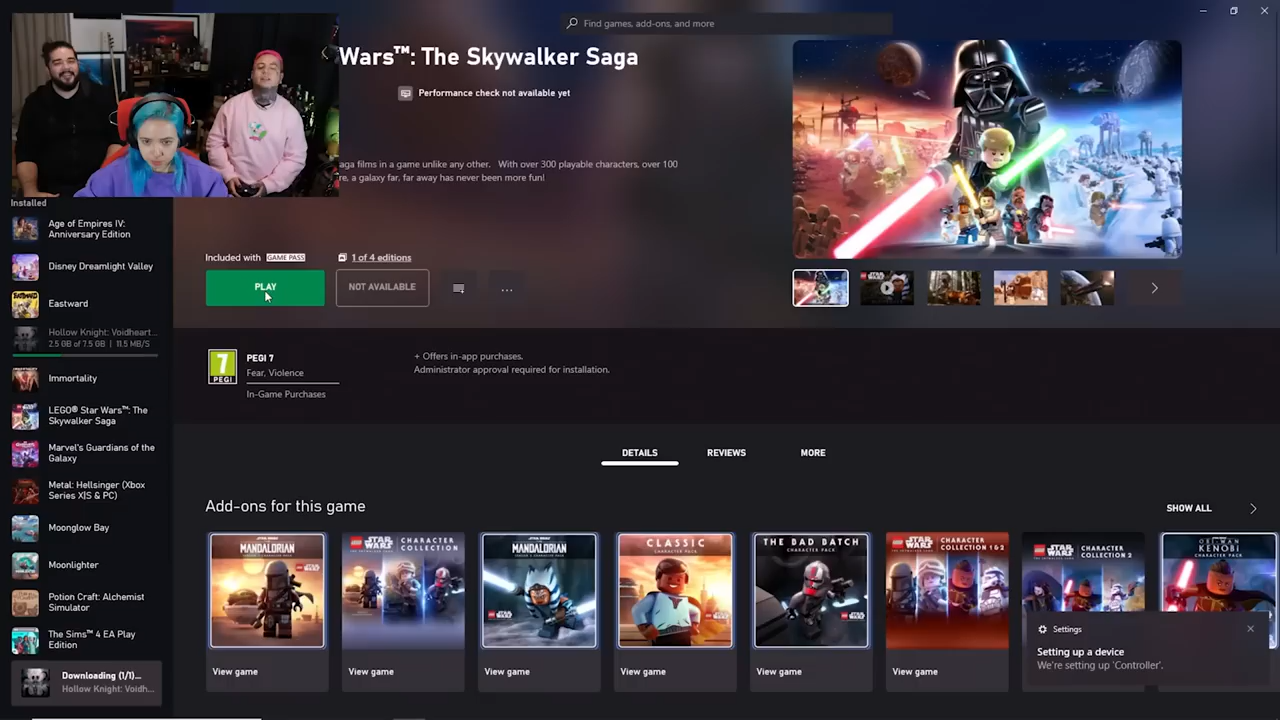 Find games, add-ons, and more
Wars™: The Skywalker Saga
Performance check not available yet
aga films in a game unlike any other. With over 300 playable characters, over 100
re, a galaxy far, far away has never been more fun!
Included with GAME PASS
1 of 4 editions
PLAY
NOT AVAILABLE
...
Installed
Age of Empires IV:
Anniversary Edition
Disney Dreamlight Valley
Eastward
Hollow Knight: Voidheart...
2.5 GB of 7.5 GB | 11.5 MB/S
Immortality
LEGO® Star Wars™: The
Skywalker Saga
Marvel's Guardians of the
Galaxy
Metal: Hellsinger (Xbox
Series X|S & PC)
Moonglow Bay
Moonlighter
Potion Craft: Alchemist
Simulator
The Sims™ 4 EA Play
Edition
Downloading (1/1)...
Hollow Knight: Voidh...
7
PEGI
PEGI 7
Fear, Violence
In-Game Purchases
+ Offers in-app purchases.
Administrator approval required for installation.
DETAILS
REVIEWS
MORE
Add-ons for this game
SHOW ALL
MANDALORIAN
CHARACTER COLLECTION
MANDALORIAN
CLASSIC
CHARACTER PACK
THE BAD BATCH
CHARACTER PACK
CHARACTER COLLECTION 1 & 2
CHARACTER COLLECTION 2
KENOBI
CHARACTER PACK
View game
View game
View game
View game
View game
View game
Settings
Setting up a device
We're setting up 'Controller'.